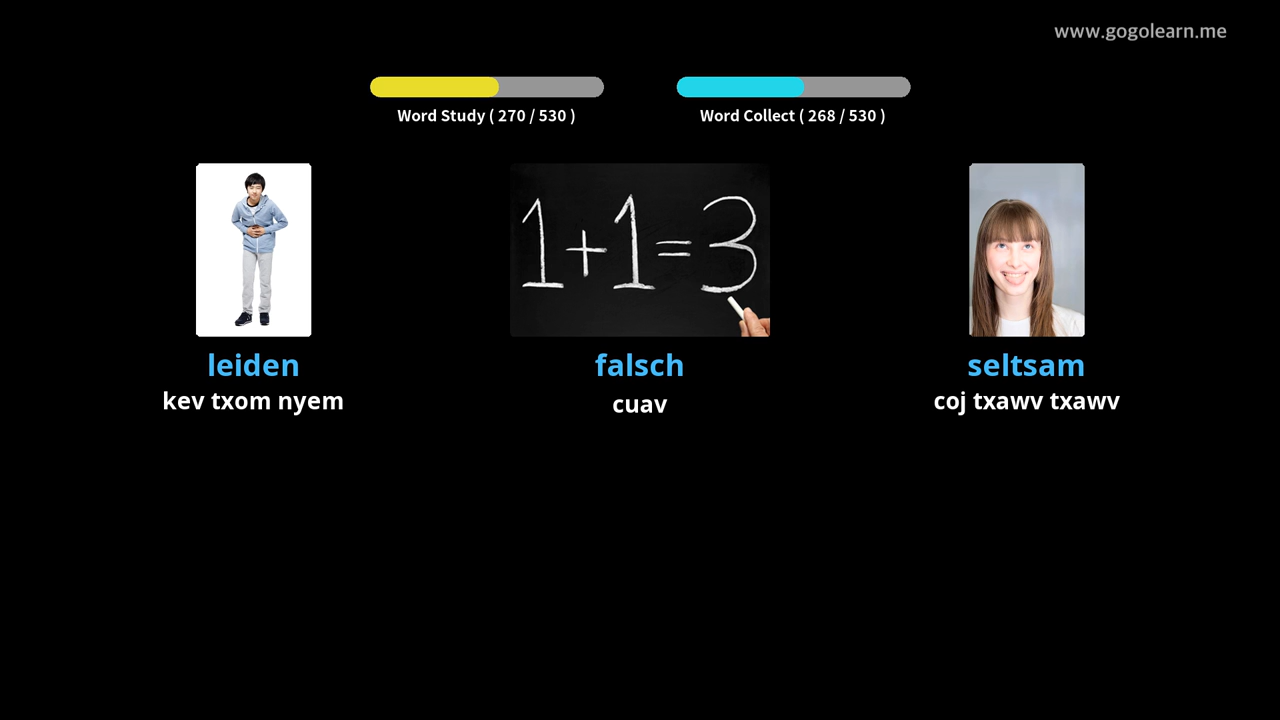 www.gogolearn.me
Word Study ( 270 / 530 )
Word Collect ( 268 / 530 )
1+1=3
leiden
kev txom nyem
falsch
cuav
seltsam
coj txawv txawv